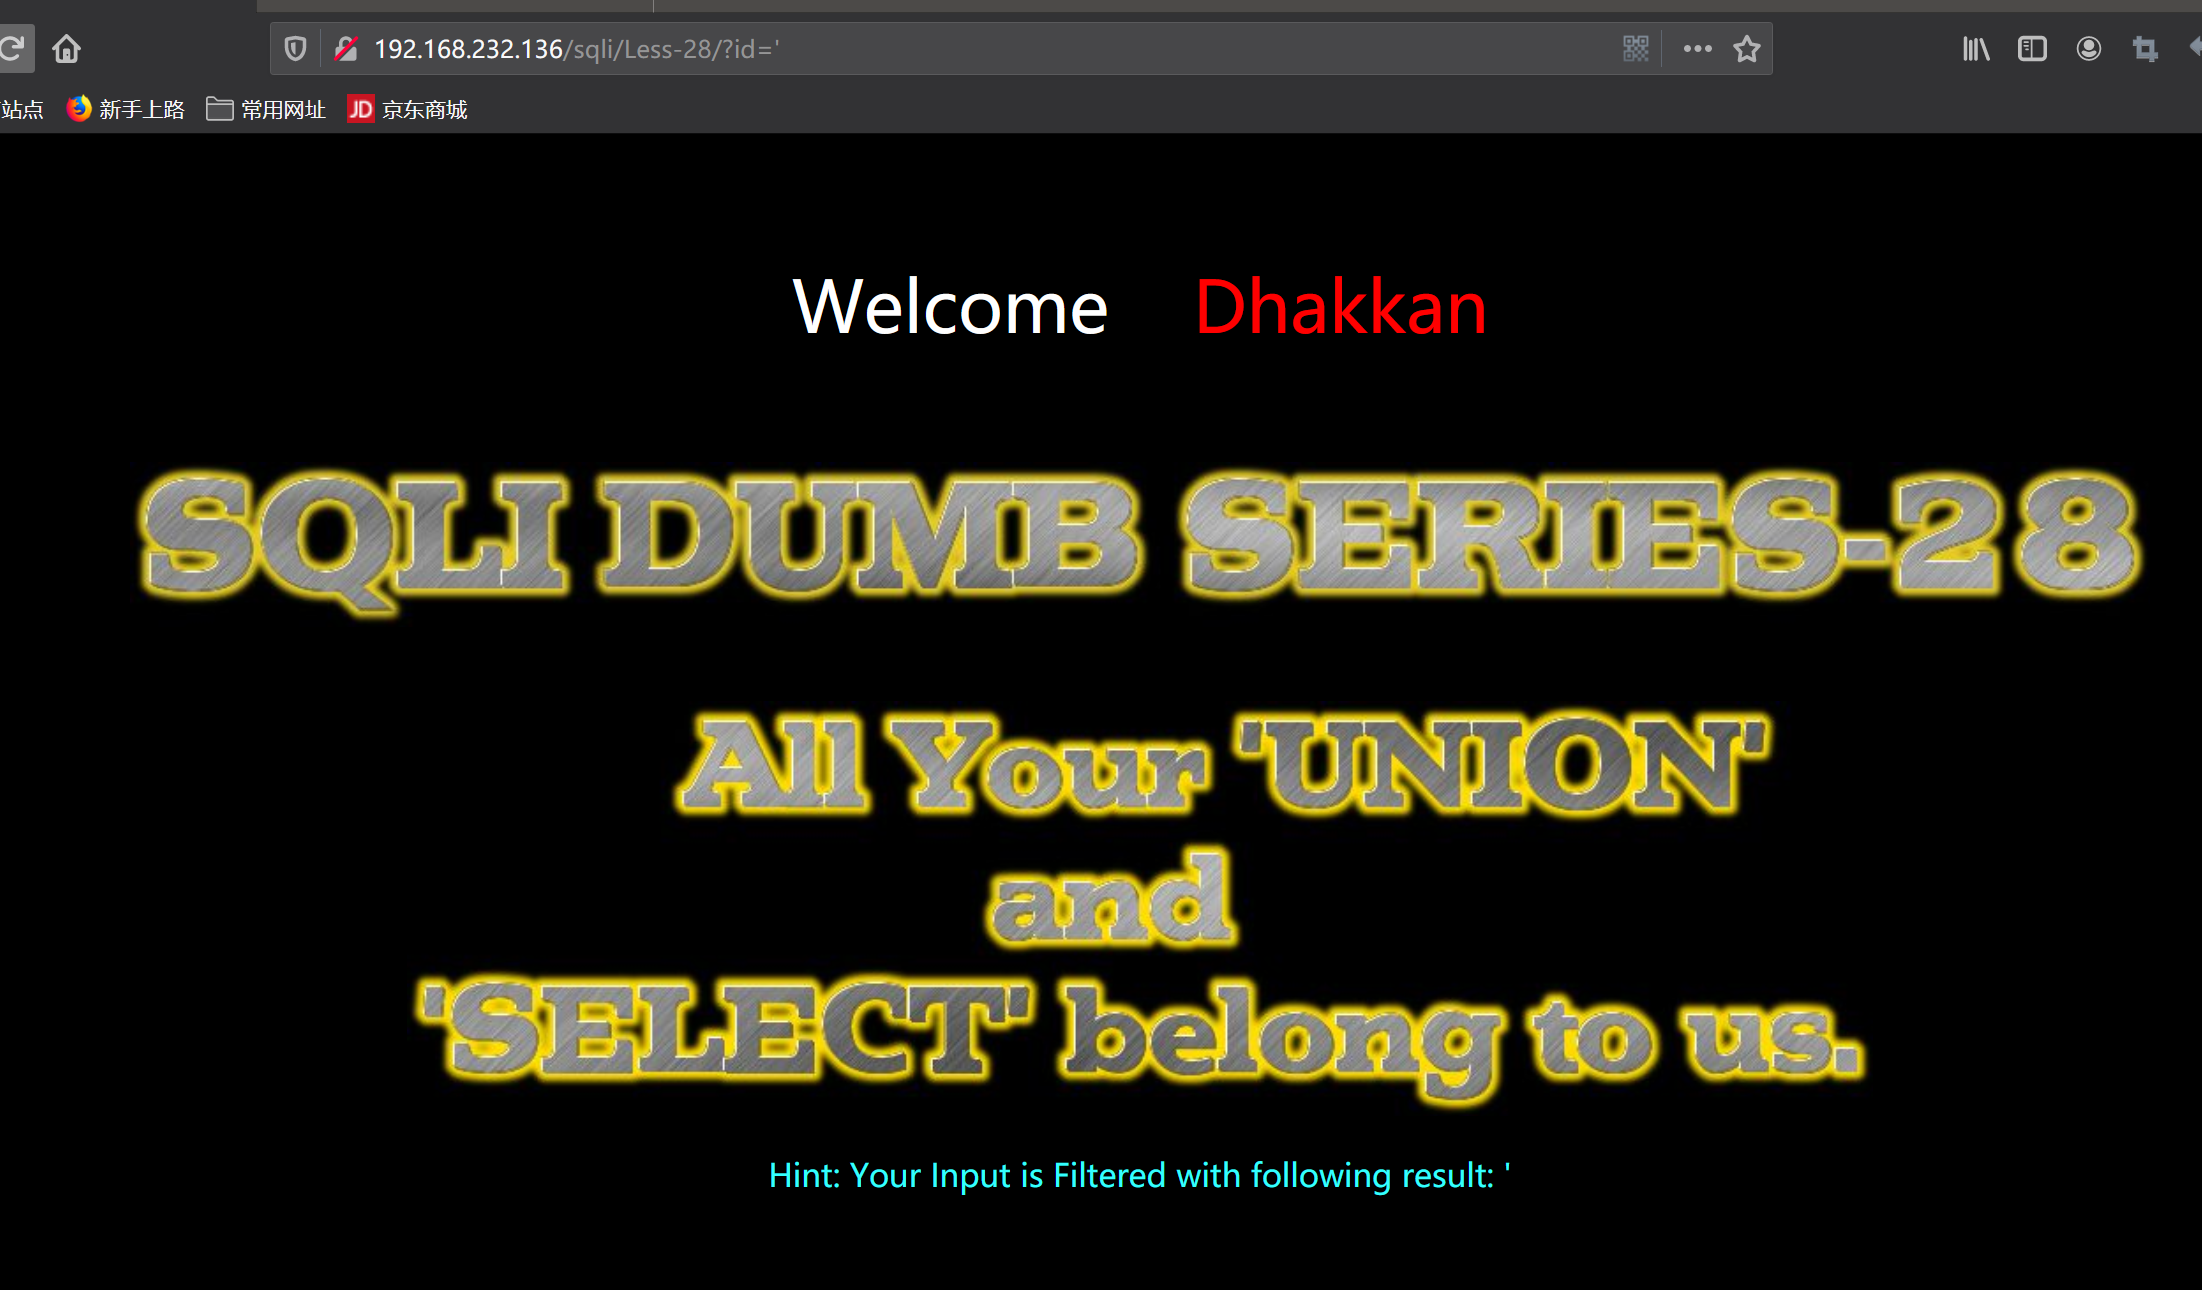 192.168.232.136/sqli/Less-28/?id='
站点 新手上路 常用网址 JD 京东商城
Welcome Dhakkan
SQLI DUMB SERIES-28
All Your 'UNION'
and
'SELECT' belong to us.
Hint: Your Input is Filtered with following result: '